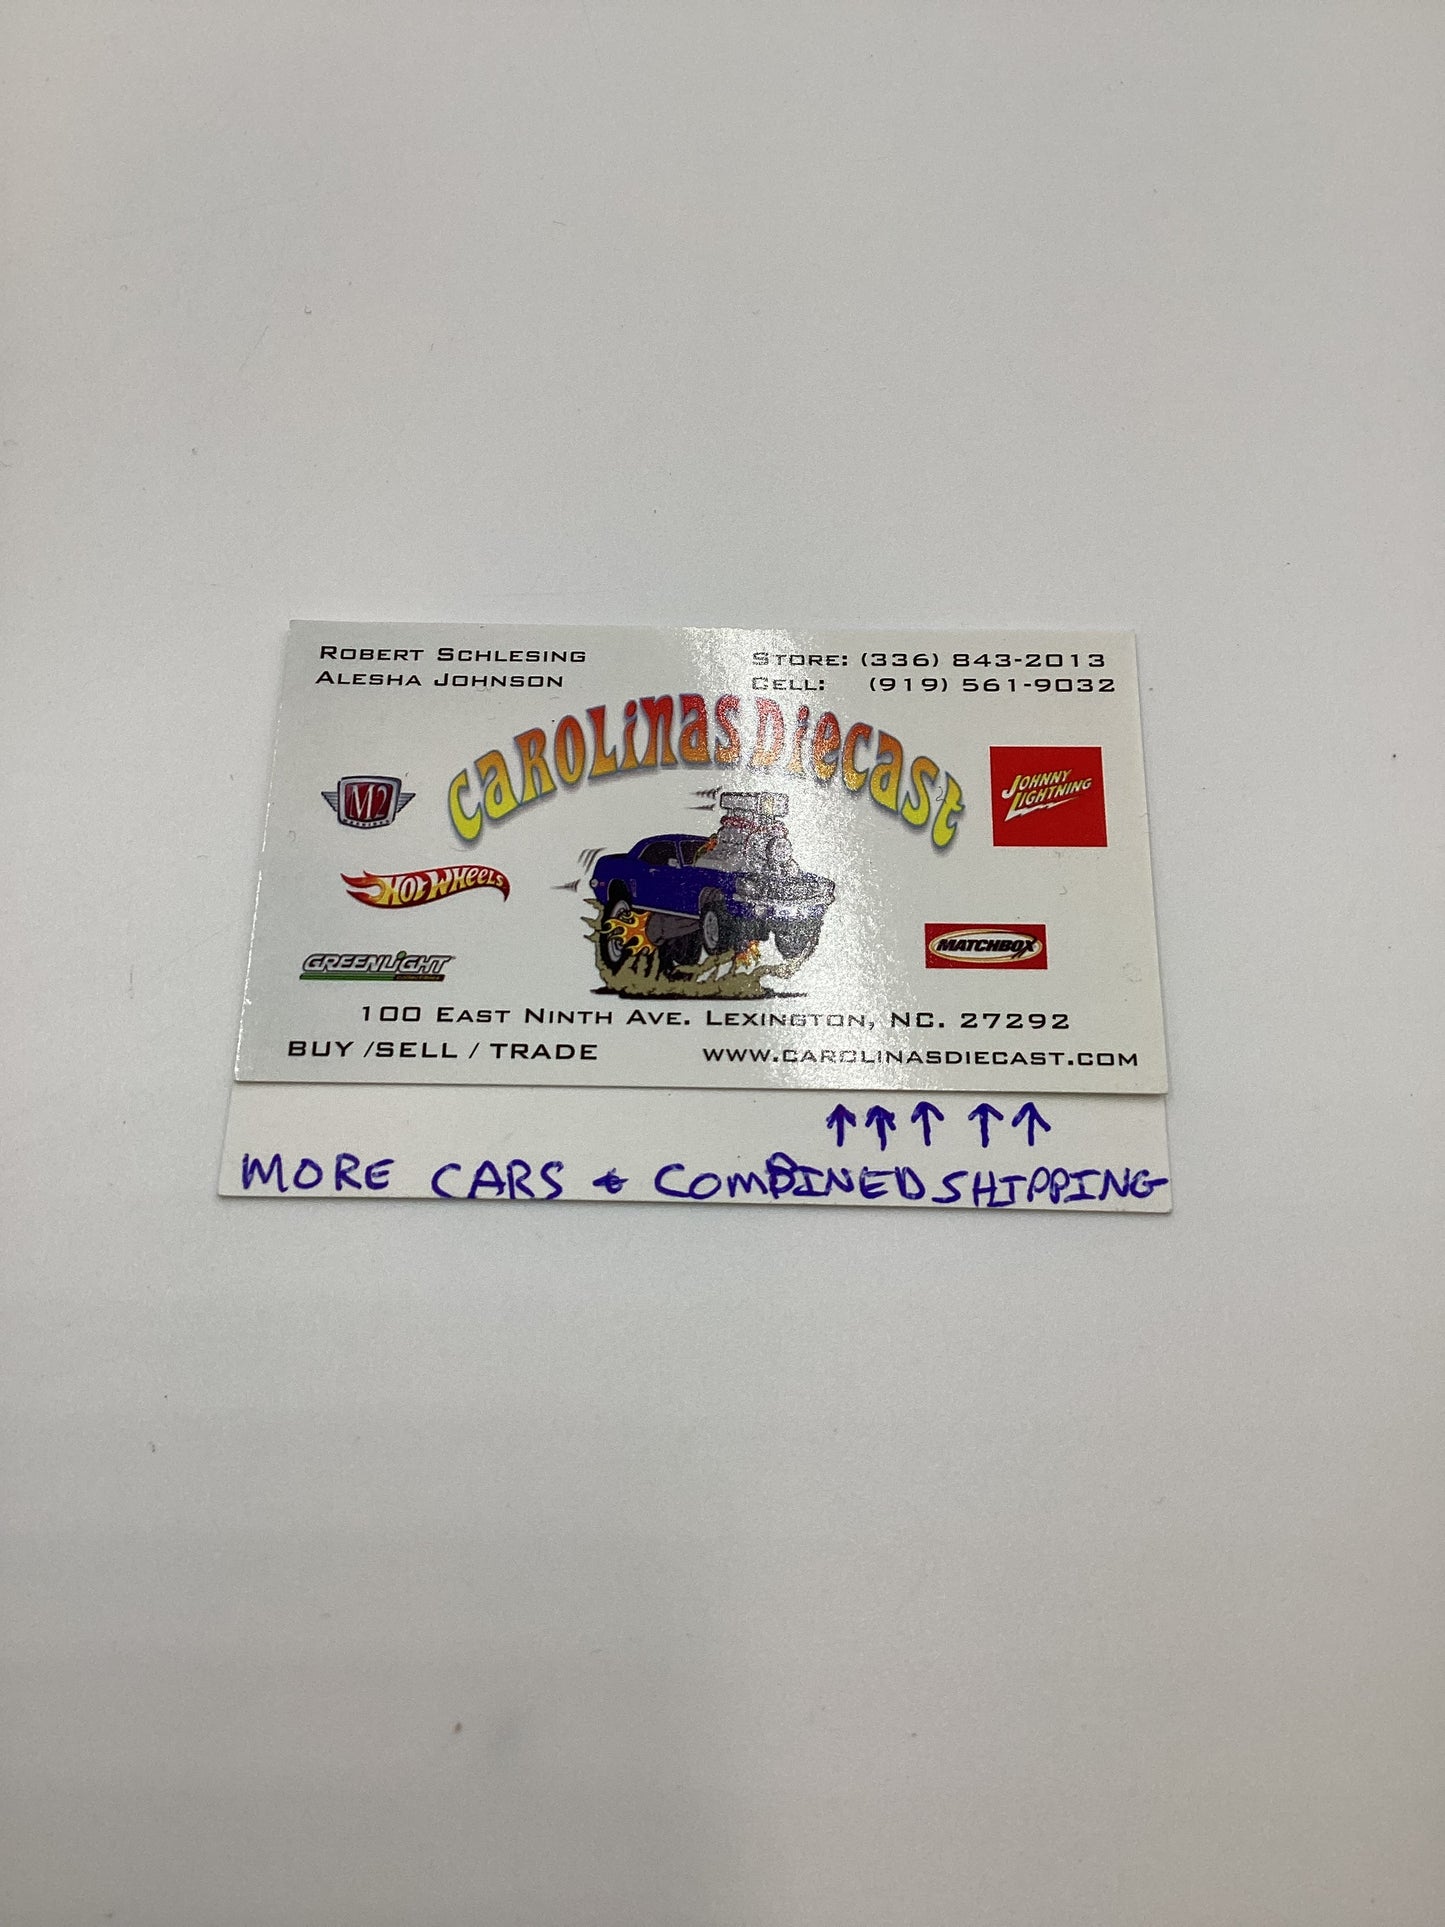 ROBERT SCHLESING
ALESHA JOHNSON
STORE: (336) 843-2013
CELL: (919) 561-9032
CAROLINAS DIECAST
M2
JOHNNY
LIGHTNING
HOT WHEELS
GREENLIGHT
MATCHBOX
100 EAST NINTH AVE. LEXINGTON, NC. 27292
BUY /SELL / TRADE
WWW.CAROLINASDIECAST.COM
↑↑↑ ↑↑
MORE CARS & COMBINED SHIPPING